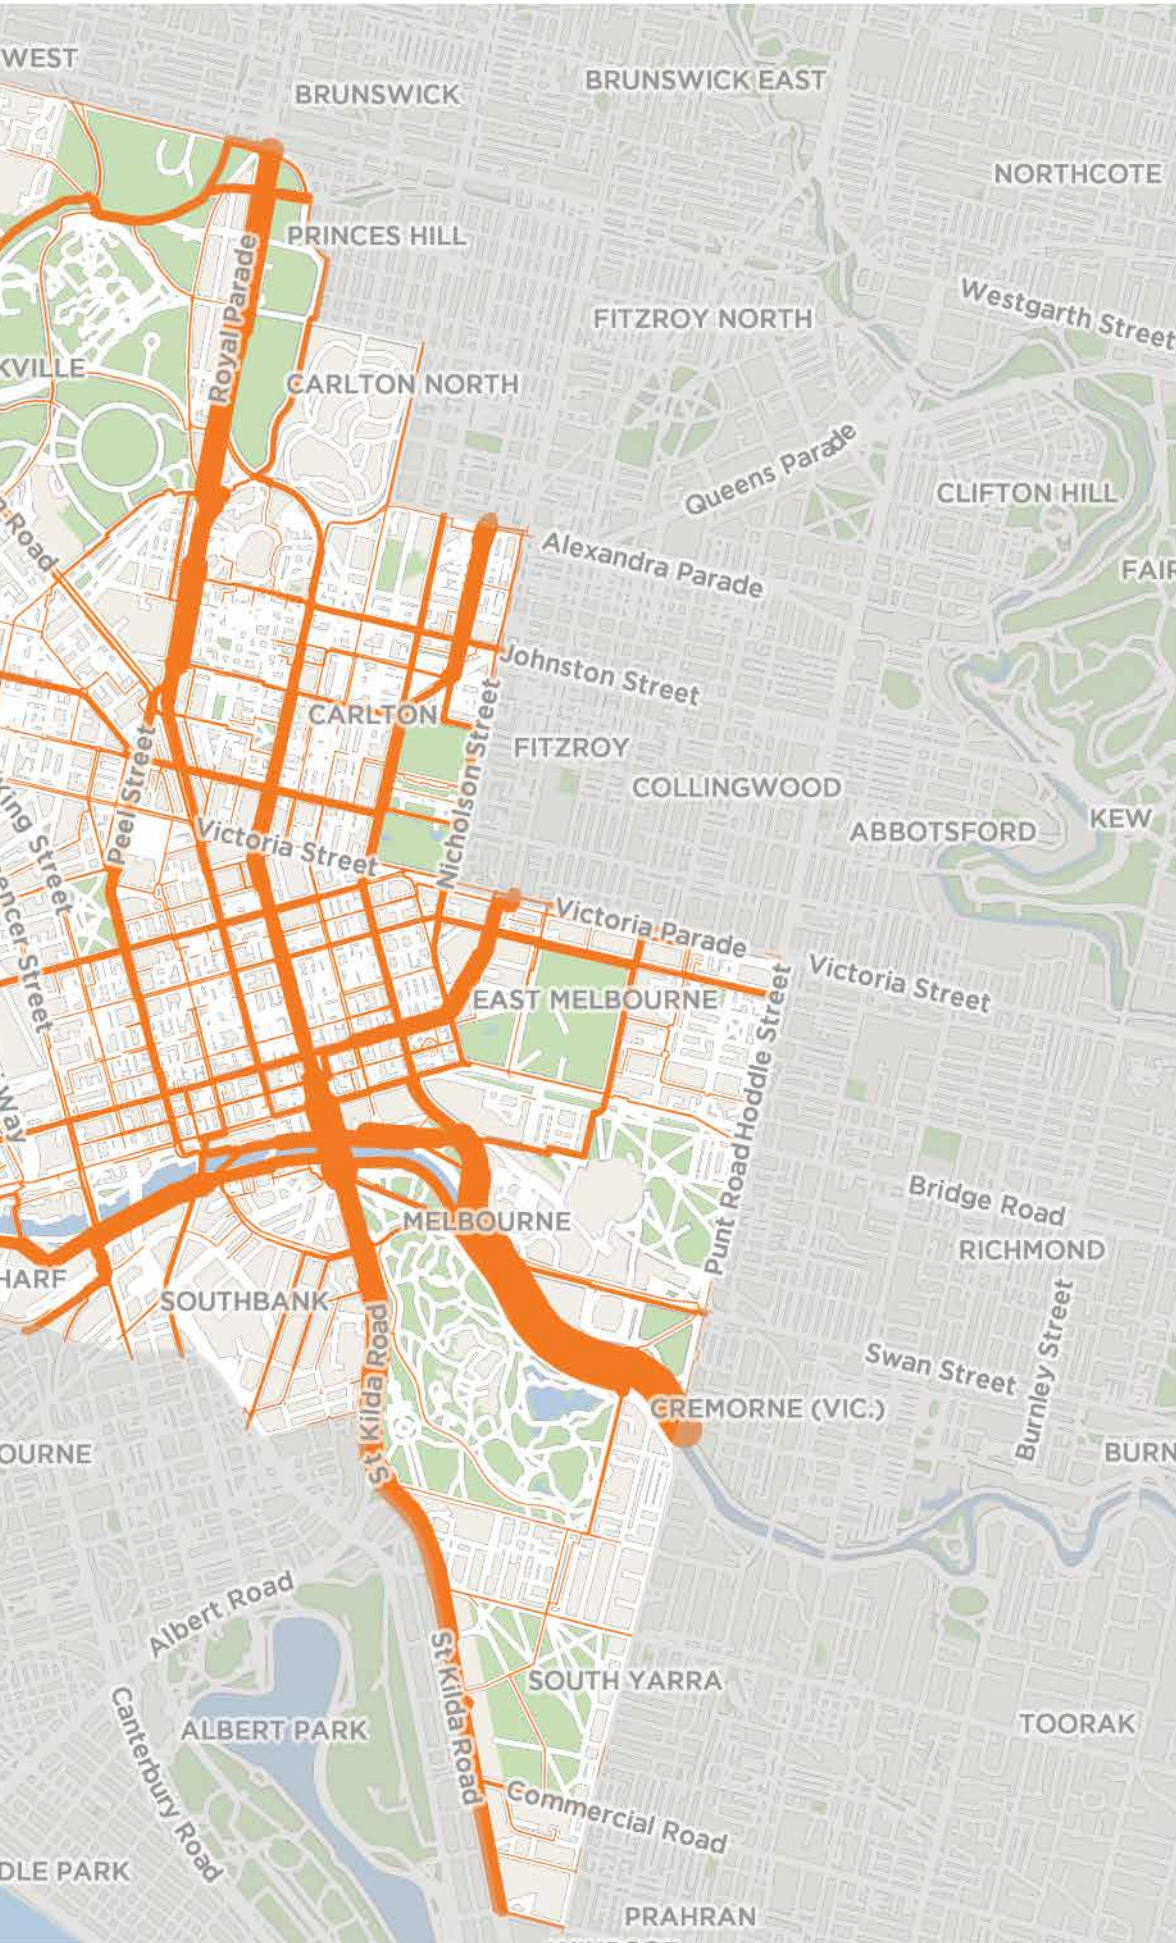 WEST
BRUNSWICK
BRUNSWICK EAST
NORTHCOTE
PRINCES HILL
Royal Parade
Westgarth Street
FITZROY NORTH
KVILLE
CARLTON NORTH
Queens Parade
CLIFTON HILL
Road
Alexandra Parade
FAIR
Johnston Street
CARLTON
Nicholson Street
FITZROY
COLLINGWOOD
Peel Street
King Street
ABBOTSFORD
KEW
Victoria Street
encer Street
Victoria Parade
Victoria Street
EAST MELBOURNE
Hoddle Street
Way
Punt Road
Bridge Road
MELBOURNE
RICHMOND
HARF
SOUTHBANK
St Kilda Road
Swan Street
Burnley Street
CREMORNE (VIC.)
OURNE
BURN
Albert Road
St Kilda Road
SOUTH YARRA
Canterbury Road
ALBERT PARK
TOORAK
Commercial Road
DLE PARK
PRAHRAN